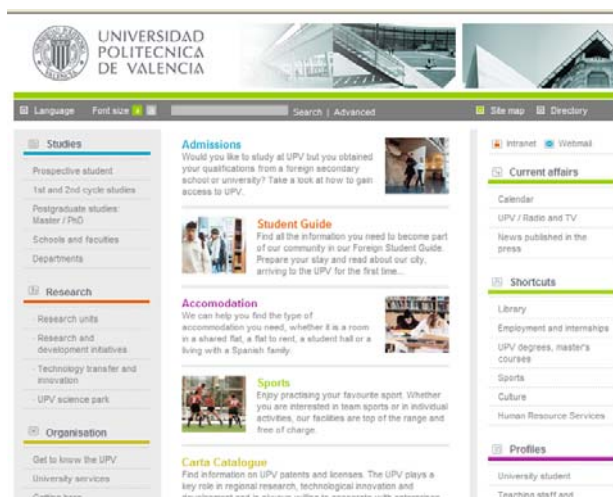 UNIVERSIDAD
POLITECNICA
DE VALENCIA
Language
Font size
a
a
Search | Advanced
Site map
Directory
Studies
Prospective student
1st and 2nd cycle studies
Postgraduate studies:
Master / PhD
Schools and faculties
Departments
Research
Research units
Research and
development initiatives
Technology transfer and
innovation
UPV science park
Organisation
Get to know the UPV
University services
Getting here
Admissions
Would you like to study at UPV but you obtained
your qualifications from a foreign secondary
school or university? Take a look at how to gain
access to UPV.
Student Guide
Find all the information you need to become part
of our community in our Foreign Student Guide.
Prepare your stay and read about our city,
arriving to the UPV for the first time...
Accomodation
We can help you find the type of
accommodation you need, whether it is a room
in a shared flat, a flat to rent, a student hall or a
living with a Spanish family.
Sports
Enjoy practising your favourite sport. Whether
you are interested in team sports or in individual
activities, our facilities are top of the range and
free of charge.
Carta Catalogue
Find information on UPV patents and licenses. The UPV plays a
key role in regional research, technological innovation and
development and is always willing to cooperate with enterprises
Intranet
Webmail
Current affairs
Calendar
UPV / Radio and TV
News published in the
press
Shortcuts
Library
Employment and internships
UPV degrees, master's
courses
Sports
Culture
Human Resource Services
Profiles
University student
Teaching staff and